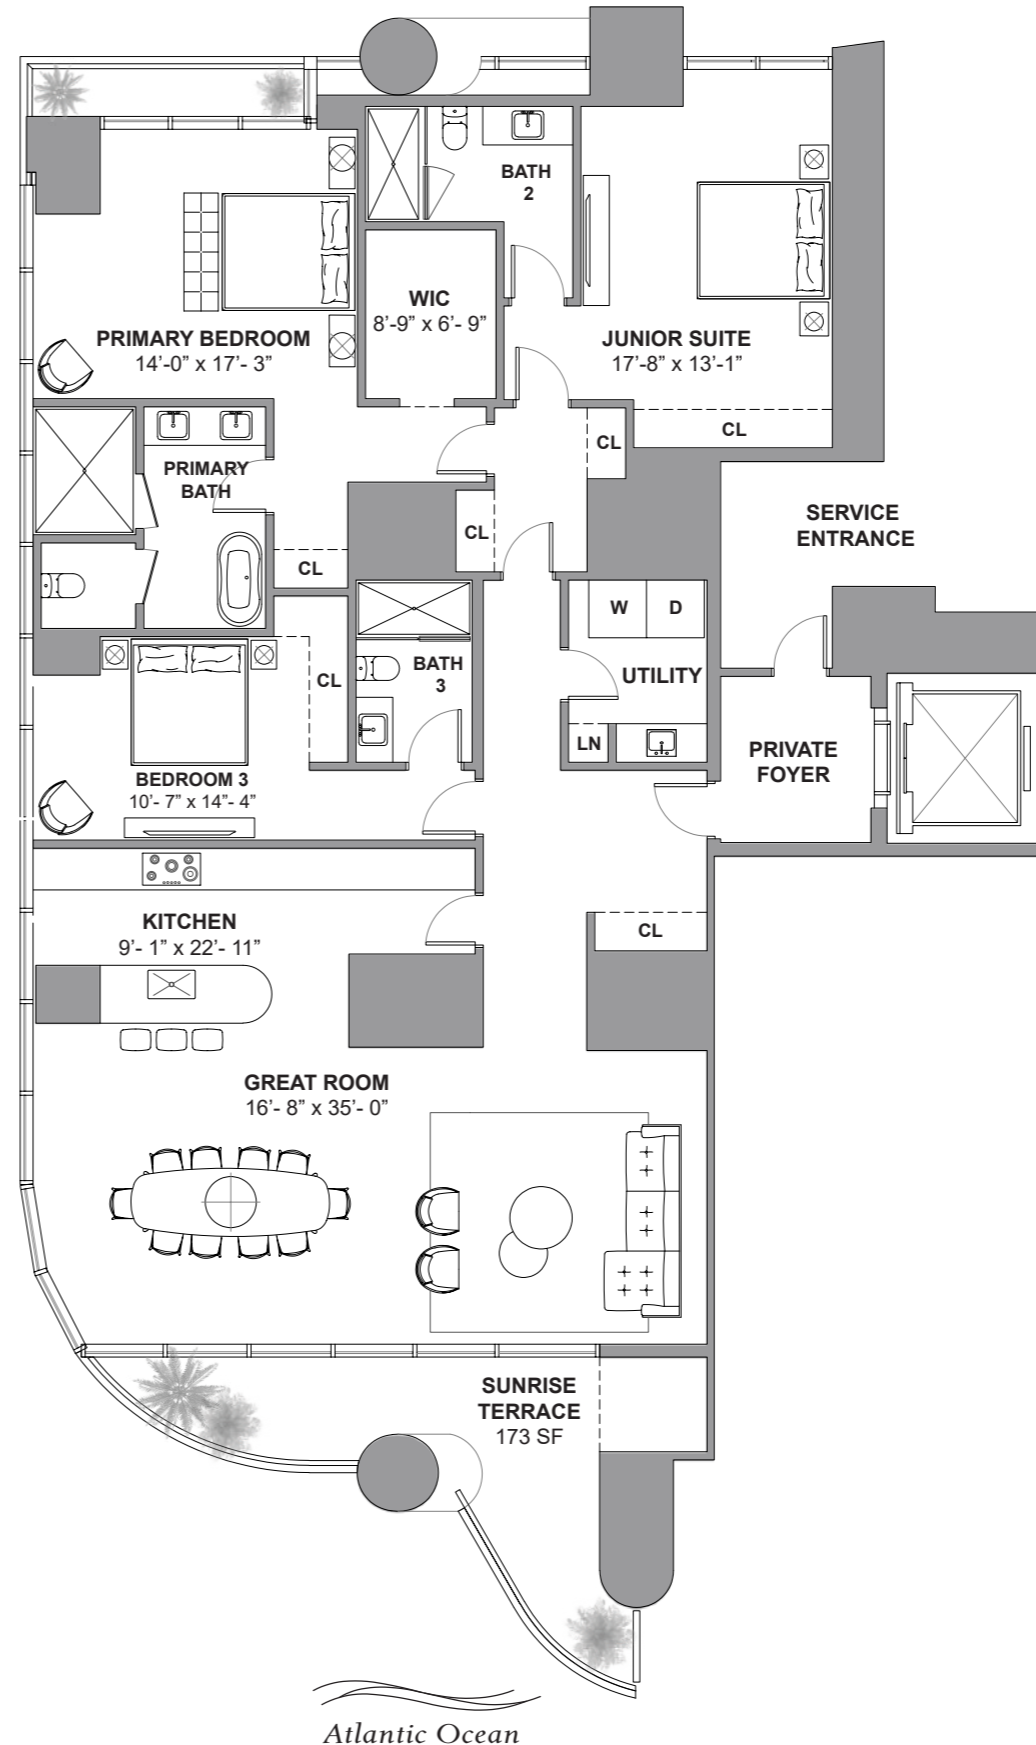 BATH
2
WIC
8’-9” x 6’- 9”
PRIMARY BEDROOM
14’-0” x 17’- 3”
JUNIOR SUITE
17’-8” x 13’-1”
CL
CL
PRIMARY
BATH
CL
SERVICE
ENTRANCE
CL
W
D
BATH
3
UTILITY
CL
LN
PRIVATE
FOYER
BEDROOM 3
10’- 7” x 14”- 4”
KITCHEN
9’- 1” x 22’- 11”
CL
GREAT ROOM
16’- 8” x 35’- 0”
SUNRISE
TERRACE
173 SF
Atlantic Ocean